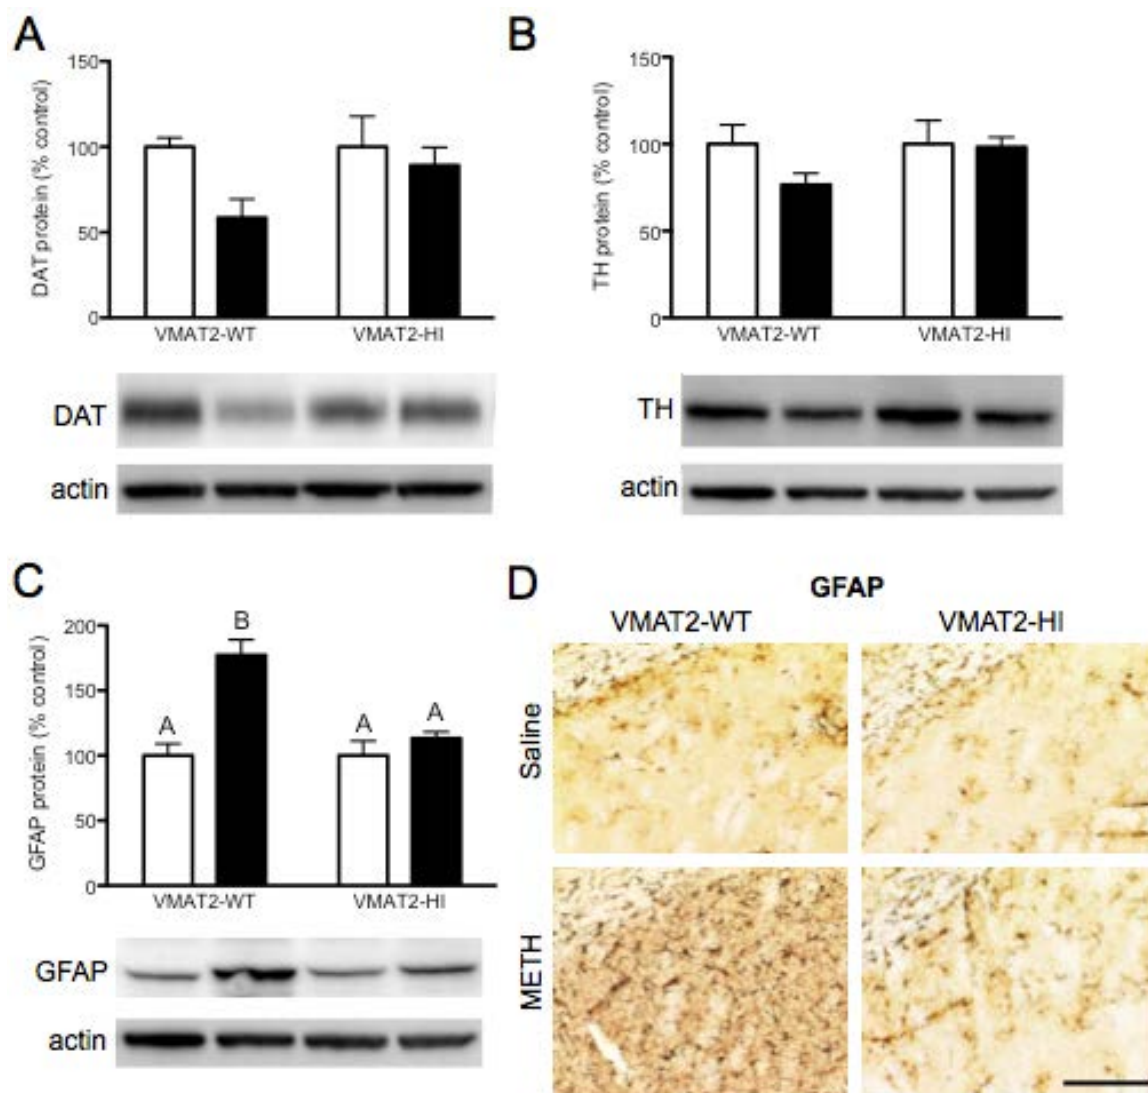 A
DAT protein (% control)
150
100
50
0
VMAT2-WT VMAT2-HI
DAT
actin
B
TH protein (% control)
150
100
50
0
VMAT2-WT VMAT2-HI
TH
actin
C
GFAP protein (% control)
200
150
100
50
0
A B A A
VMAT2-WT VMAT2-HI
GFAP
actin
D
GFAP
VMAT2-WT VMAT2-HI
Saline
METH